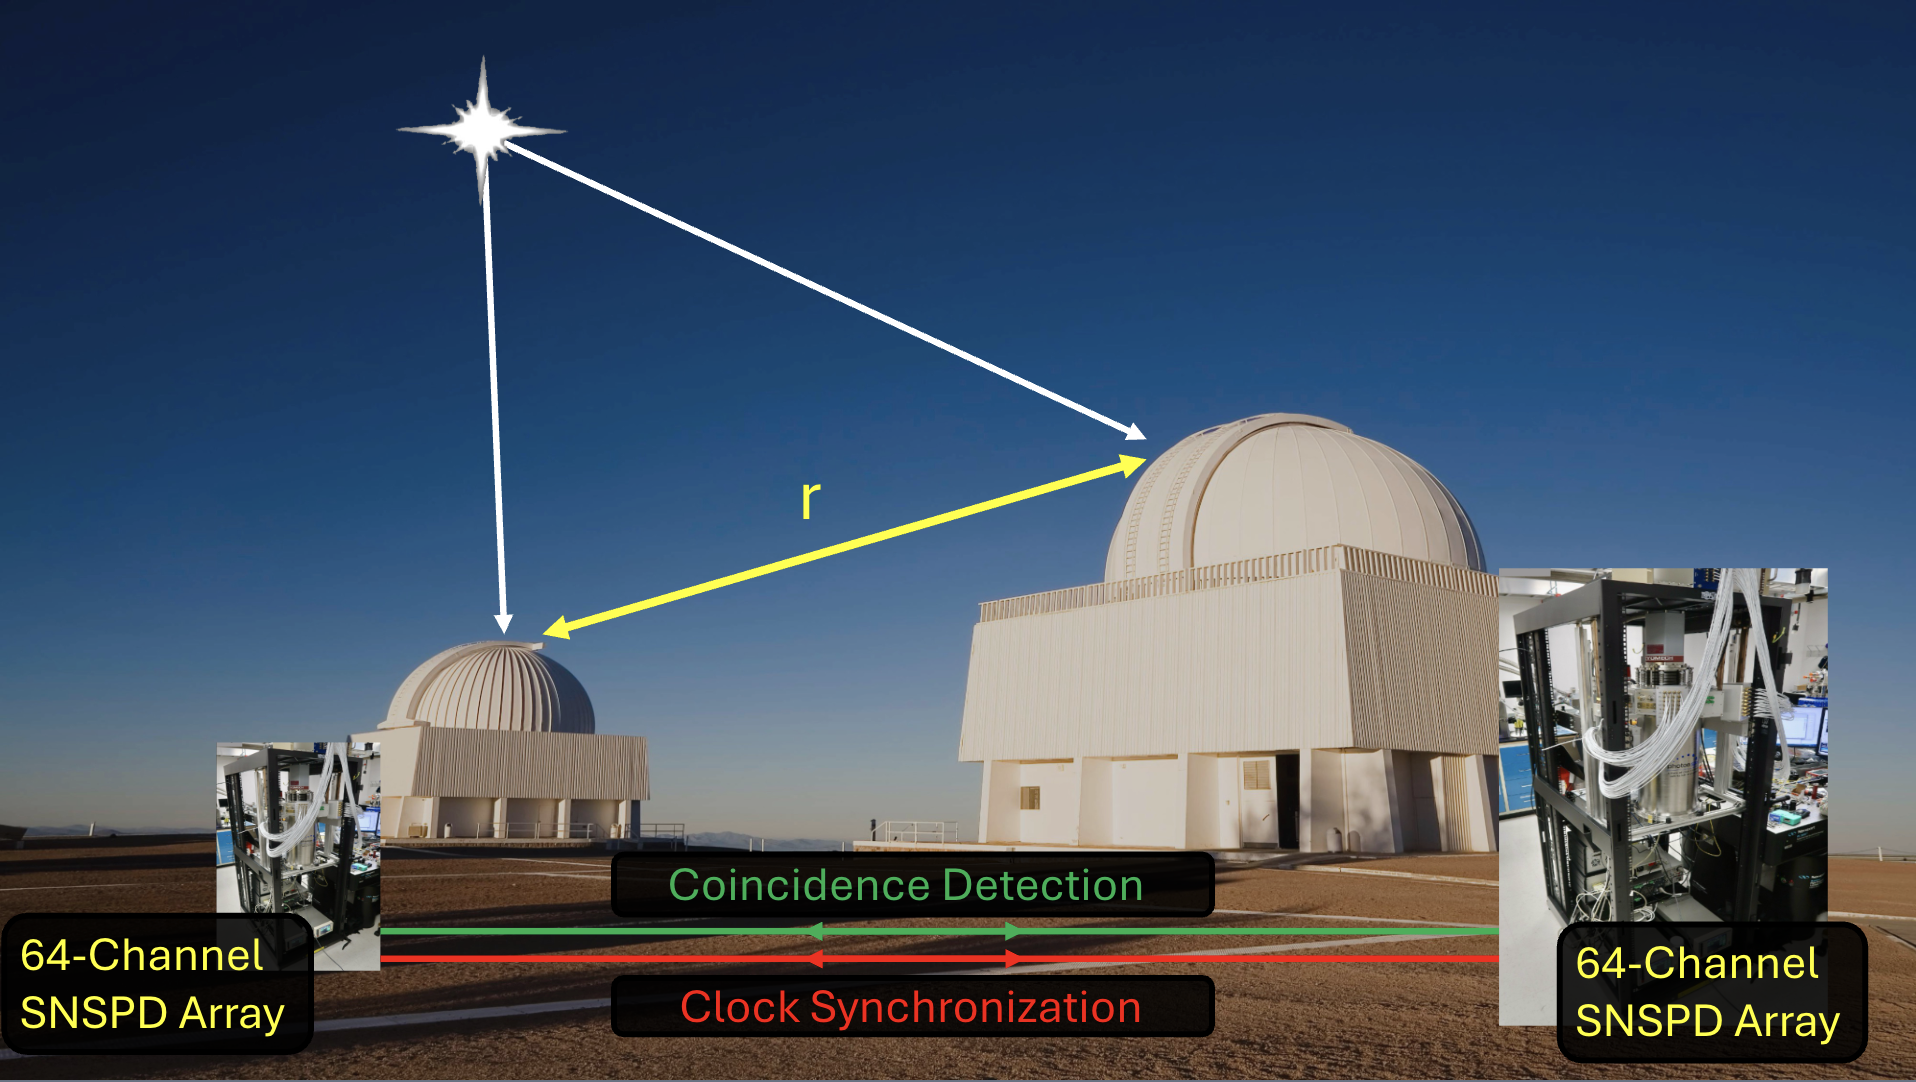 r
Coincidence Detection
64-Channel
SNSPD Array
Clock Synchronization
64-Channel
SNSPD Array